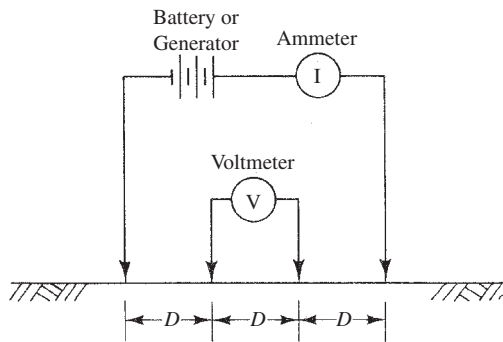 Battery or
Generator
Ammeter
I
Voltmeter
V
D D D